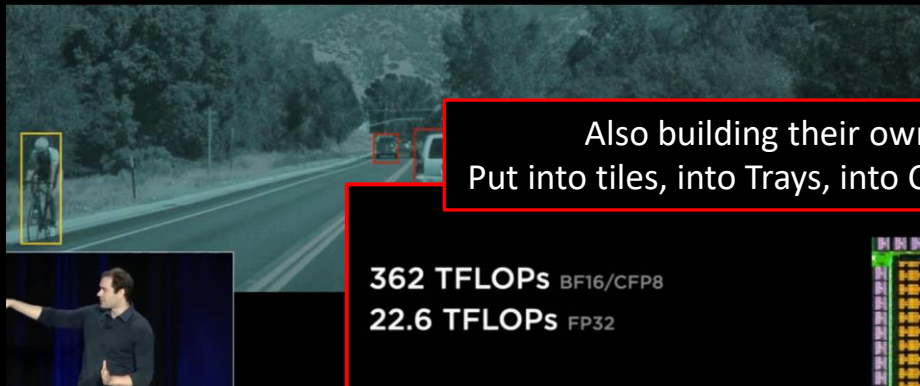 Also building their own
Put into tiles, into Trays, into
362 TFLOPs BF16/CFP8
22.6 TFLOPs FP32